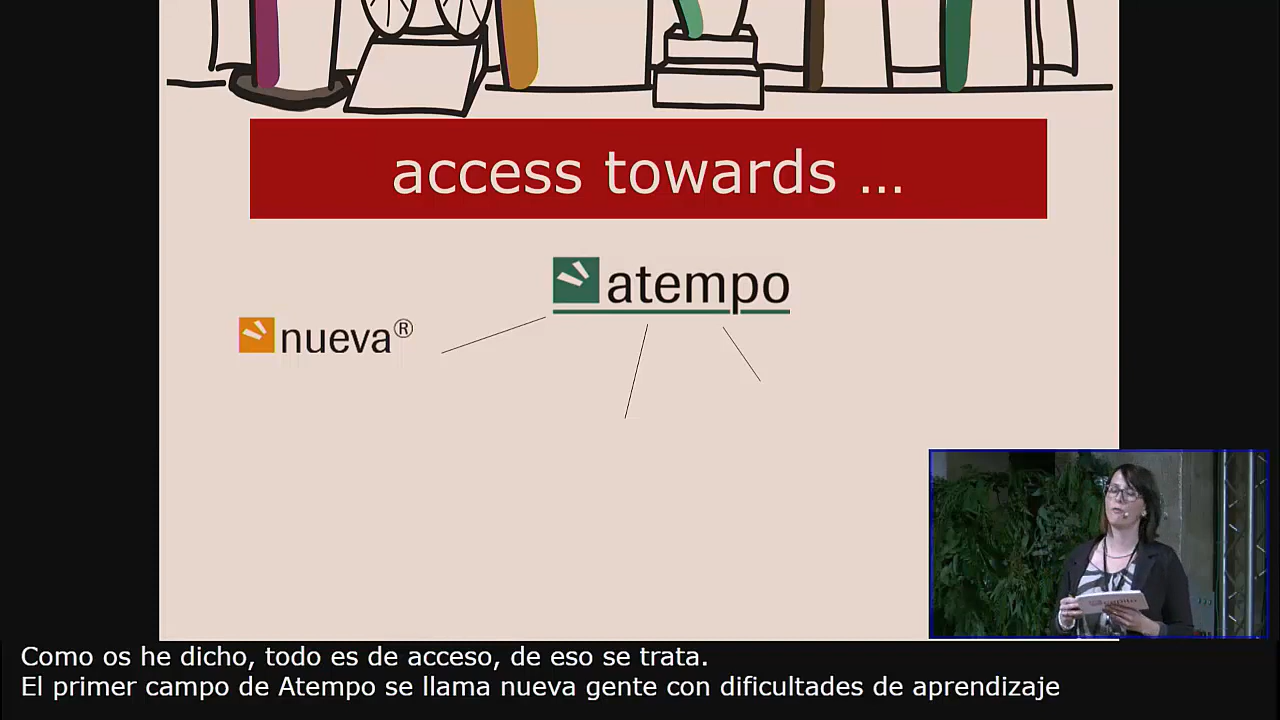 access towards ...
atempo
nueva®
Como os he dicho, todo es de acceso, de eso se trata.
El primer campo de Atempo se llama nueva gente con dificultades de aprendizaje